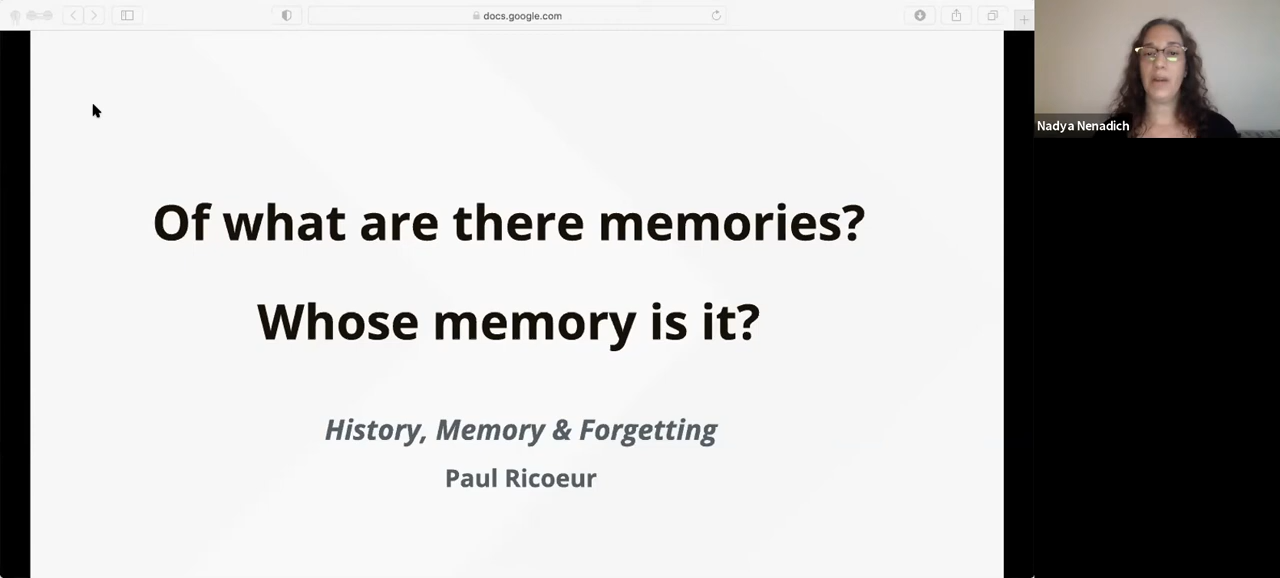 docs.google.com
Nadya Nenadich
Of what are there memories?
Whose memory is it?
History, Memory & Forgetting
Paul Ricoeur